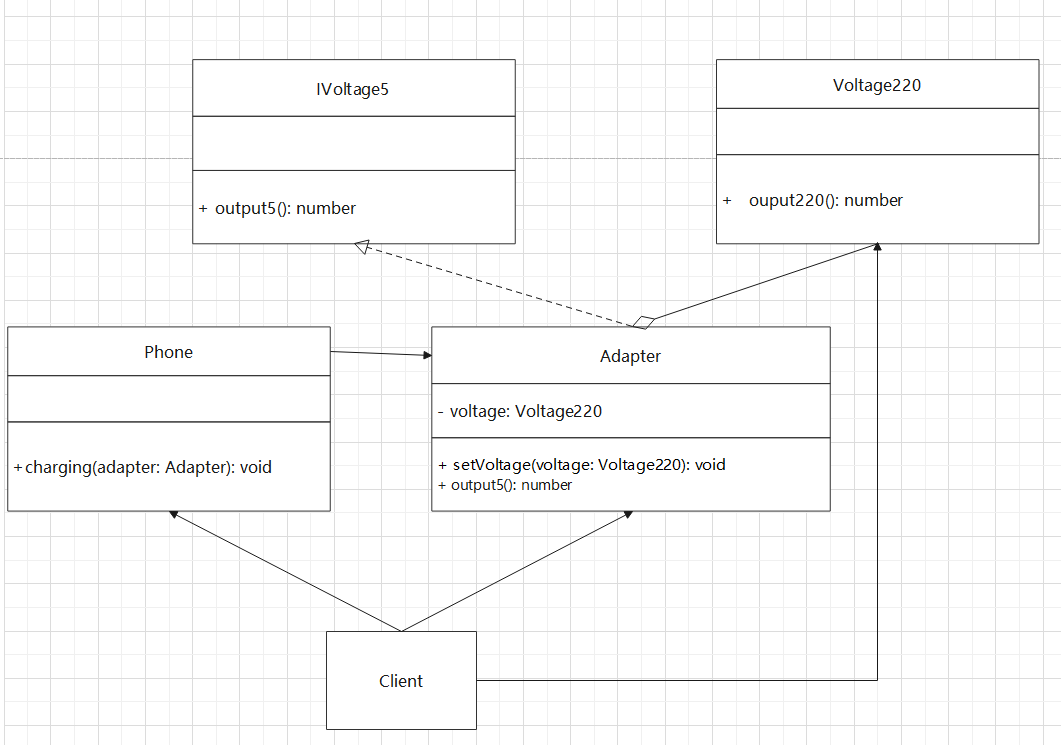 IVoltage5
+ output5(): number
Voltage220
+ ouput220(): number
Phone
+charging(adapter: Adapter): void
Adapter
- voltage: Voltage220
+ setVoltage(voltage: Voltage220): void
+ output5(): number
Client